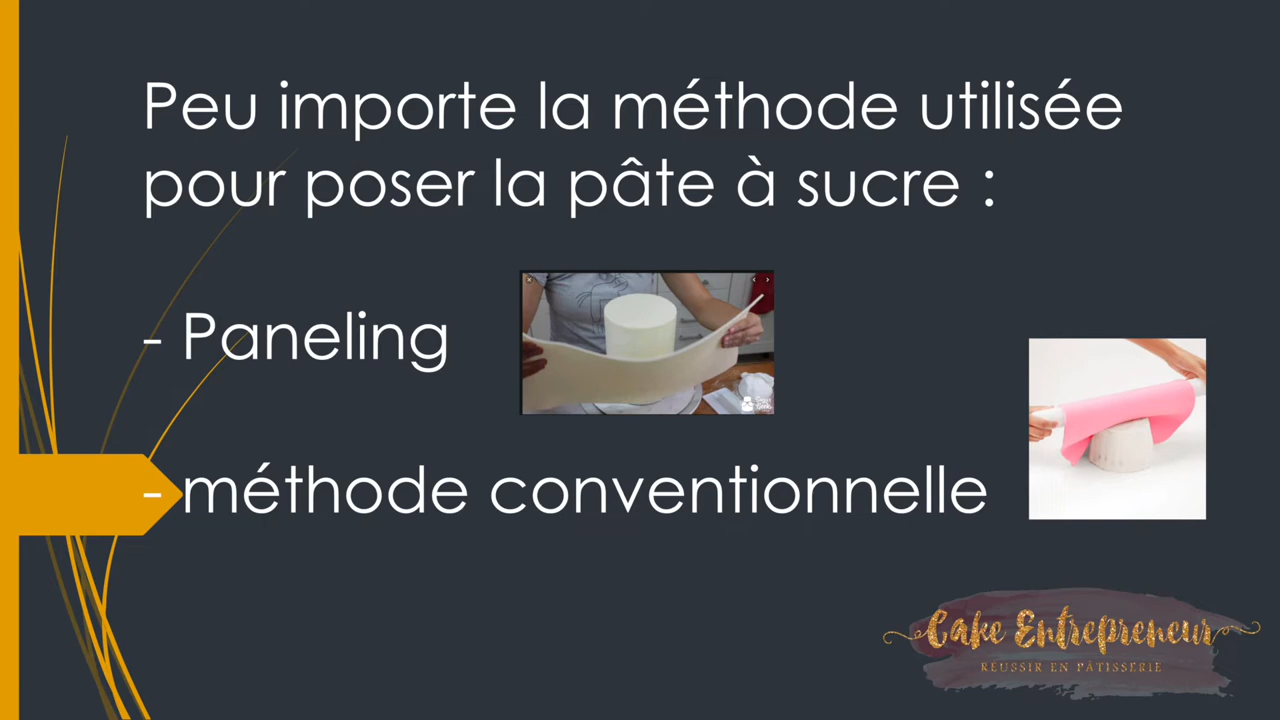 Peu importe la méthode utilisée
pour poser la pâte à sucre :
- Paneling
- méthode conventionnelle
Cake Entrepreneur
RÉUSSIR EN PÂTISSERIE